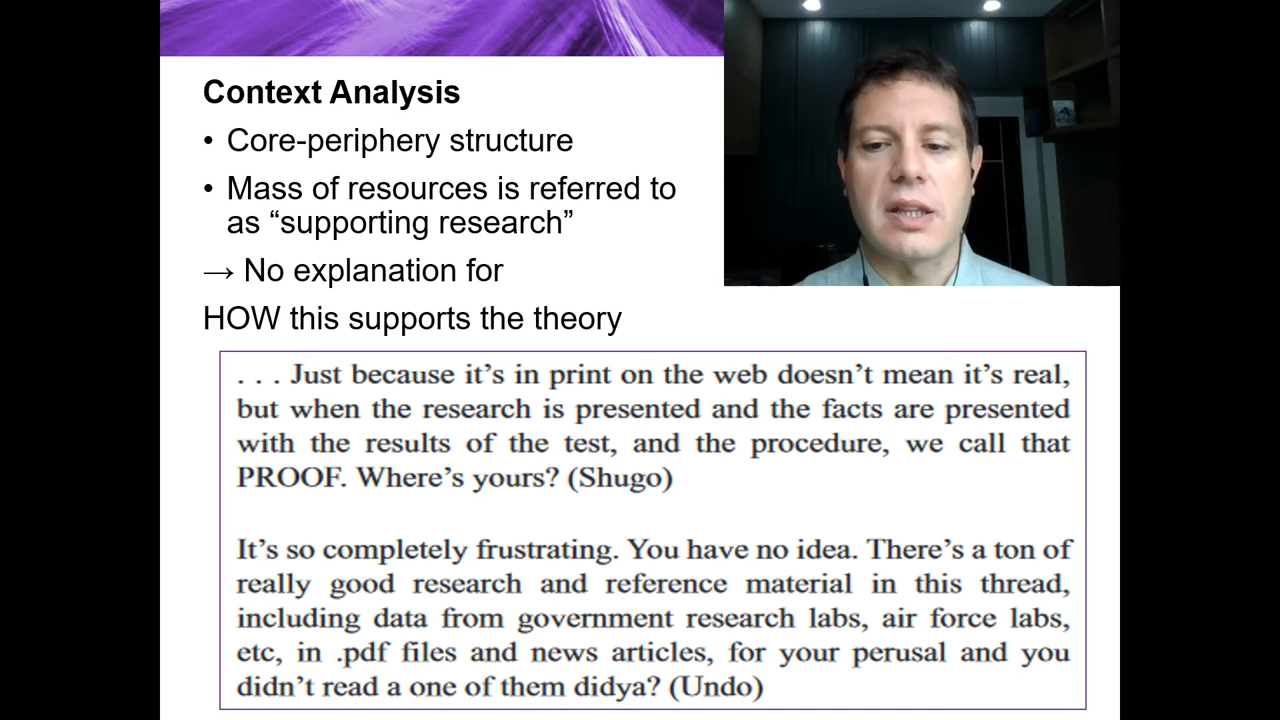 Context Analysis
• Core-periphery structure
• Mass of resources is referred to
as “supporting research”
→ No explanation for
HOW this supports the theory
. . . Just because it’s in print on the web doesn’t mean it’s real,
but when the research is presented and the facts are presented
with the results of the test, and the procedure, we call that
PROOF. Where’s yours? (Shugo)
It’s so completely frustrating. You have no idea. There’s a ton of
really good research and reference material in this thread,
including data from government research labs, air force labs,
etc, in .pdf files and news articles, for your perusal and you
didn’t read a one of them didya? (Undo)